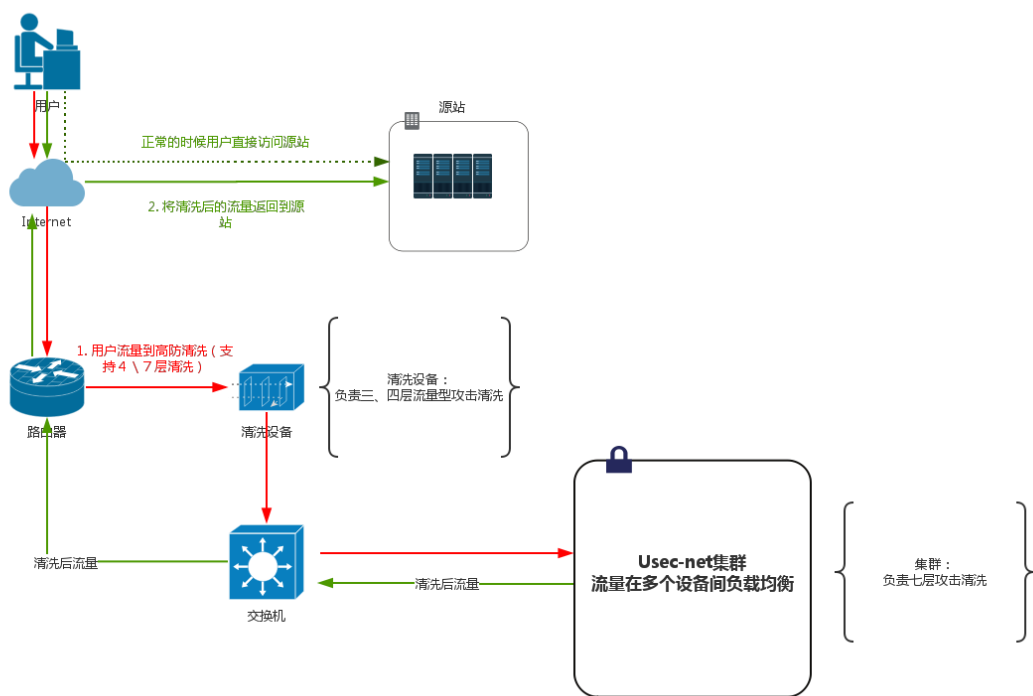 用户
源站
正常的时候用户直接访问源站
2. 将清洗后的流量返回到源
站
Internet
1. 用户流量到高防清洗（支
持４\７层清洗）
清洗设备：
负责三、四层流量型攻击清洗
路由器
清洗设备
清洗后流量
交换机
清洗后流量
Usec-net集群
流量在多个设备间负载均衡
集群：
负责七层攻击清洗